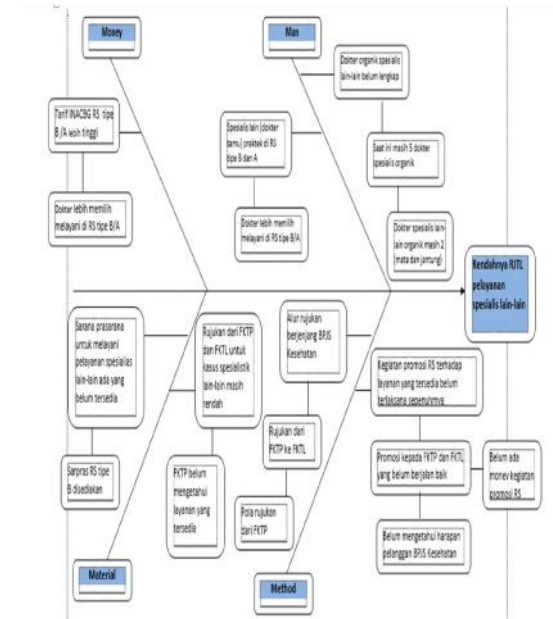 Money
Man
Dokter organik spesialis
lain-lain belum lengkap
Tarif INACBG RS tipe
B /A lebih tinggi
Spesialis lain (dokter
tamu) praktek di RS
tipe B dan A
Saat ini masih 5 dokter
spesialis organik
Dokter lebih memilih
melayani di RS tipe B/A
Dokter lebih memilih
melayani di RS tipe B/A
Dokter spesialis lain-
lain organik masih 2
(mata dan jantung)
Rendahnya RJTL
pelayanan
spesialis lain-lain
Sarana prasarana
untuk melayani
pelayanan spesialias
lain-lain ada yang
belum tersedia
Rujukan dari FKTP
dan FKTL untuk
kasus spesialistik
lain-lain masih
rendah
Alur rujukan
berjenjang BPJS
Kesehatan
Kegiatan promosi RS terhadap
layanan yang tersedia belum
terlaksana sepenuhnya
Sarpras RS tipe
B disediakan
FKTP belum
mengetahui
layanan yang
tersedia
Rujukan dari
FKTP ke FKTL
Pola rujukan
dari FKTP
Promosi kepada FKTP dan FKTL
yang belum berjalan baik
Belum ada
monev kegiatan
promosi RS
Belum mengetahui harapan
pelanggan BPJS Kesehatan
Material
Method